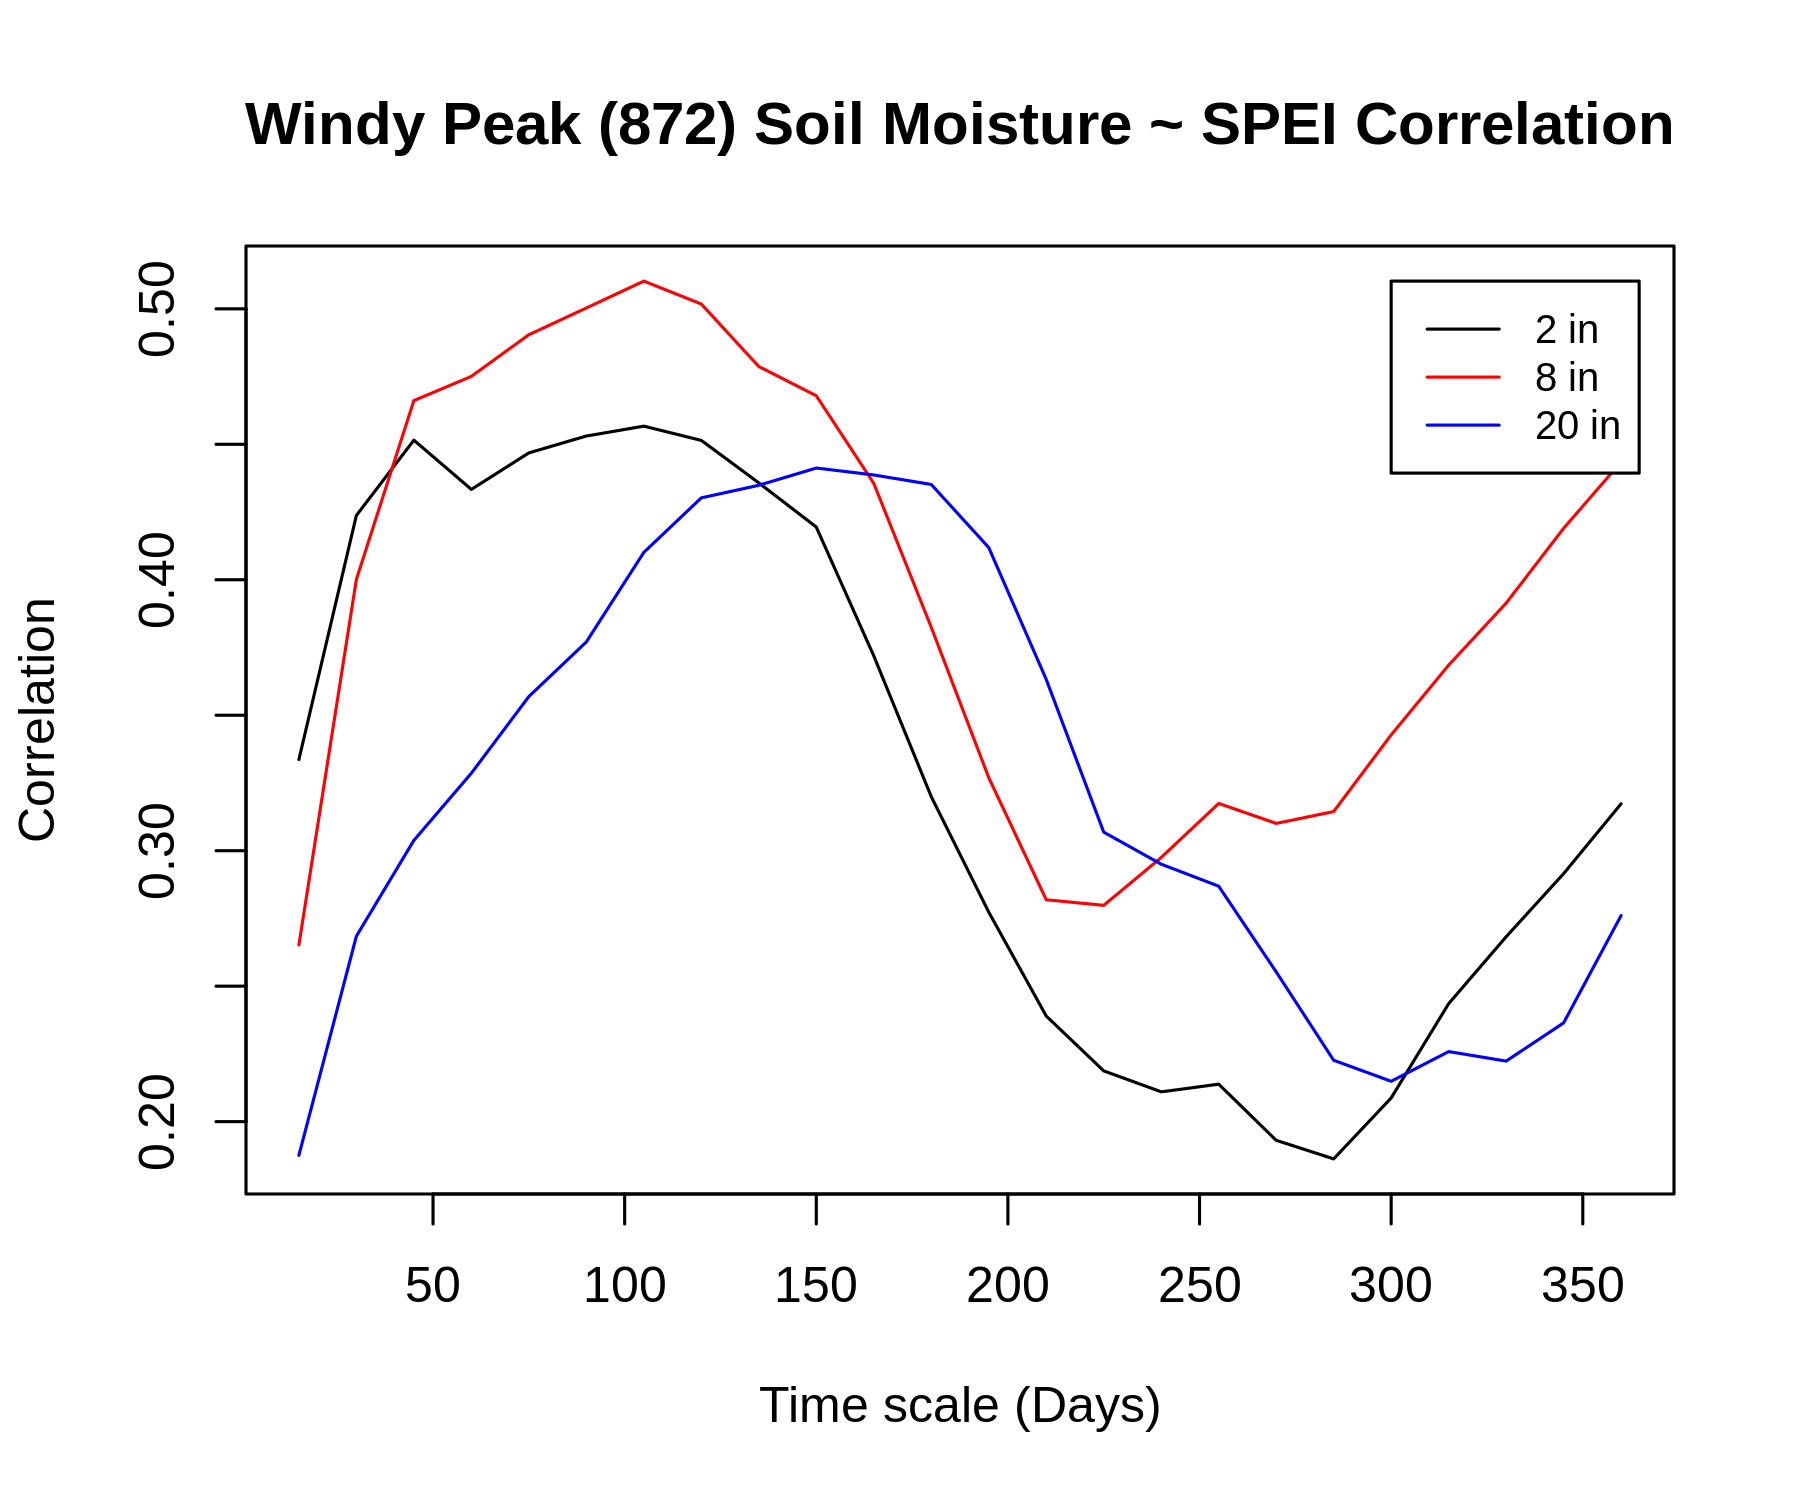 Windy Peak (872) Soil Moisture ~ SPEI Correlation
0.50
0.40
0.30
0.20
Correlation
2 in
8 in
20 in
50 100 150 200 250 300 350
Time scale (Days)